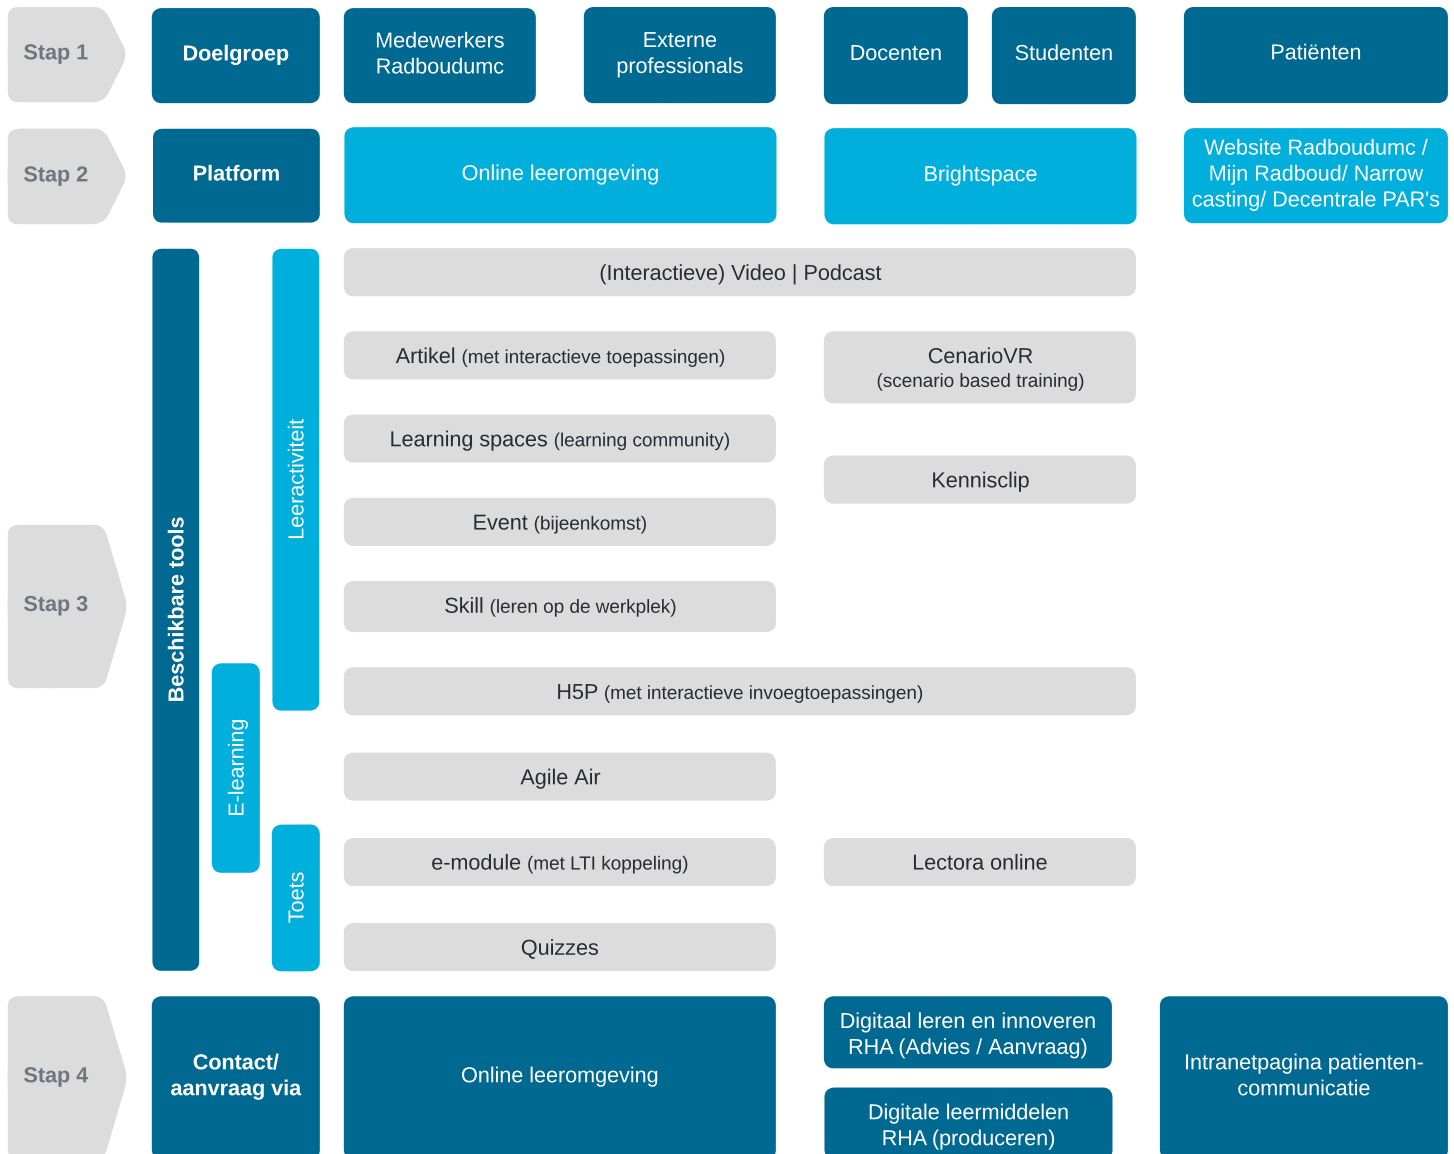 Stap 1
Doelgroep
Medewerkers
Radboudumc
Externe
professionals
Docenten
Studenten
Patiënten
Stap 2
Platform
Online leeromgeving
Brightspace
Website Radboudumc /
Mijn Radboud/ Narrow
casting/ Decentrale PAR's
Stap 3
Beschikbare tools
Leeractiviteit
E-learning
Toets
(Interactieve) Video | Podcast
Artikel (met interactieve toepassingen)
CenarioVR
(scenario based training)
Learning spaces (learning community)
Kennisclip
Event (bijeenkomst)
Skill (leren op de werkplek)
H5P (met interactieve invoegtoepassingen)
Agile Air
e-module (met LTI koppeling)
Lectora online
Quizzes
Stap 4
Contact/
aanvraag via
Online leeromgeving
Digitaal leren en innoveren
RHA (Advies / Aanvraag)
Digitale leermiddelen
RHA (produceren)
Intranetpagina patienten-
communicatie